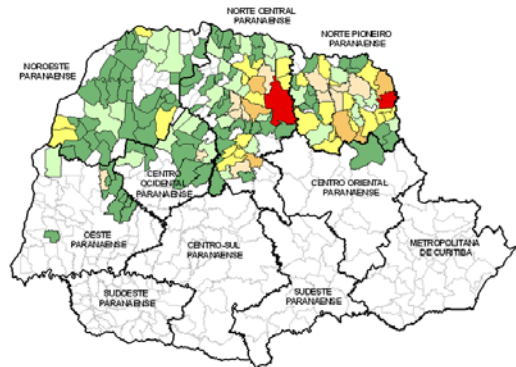 NORTE CENTRAL
PARANAENSE
NORTE PIONEIRO
PARANAENSE
NOROESTE
PARANAENSE
CENTRO
OCIDENTAL
PARANAENSE
CENTRO ORIENTAL
PARANAENSE
OESTE
PARANAENSE
CENTRO-SUL
PARANAENSE
METROPOLITANA
DE CURITIBA
SUDOESTE
PARANAENSE
SUDESTE
PARANAENSE